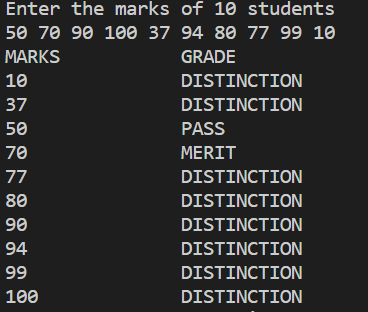 Enter the marks of 10 students
50 70 90 100 37 94 80 77 99 10
MARKS GRADE
10 DISTINCTION
37 DISTINCTION
50 PASS
70 MERIT
77 DISTINCTION
80 DISTINCTION
90 DISTINCTION
94 DISTINCTION
99 DISTINCTION
100 DISTINCTION